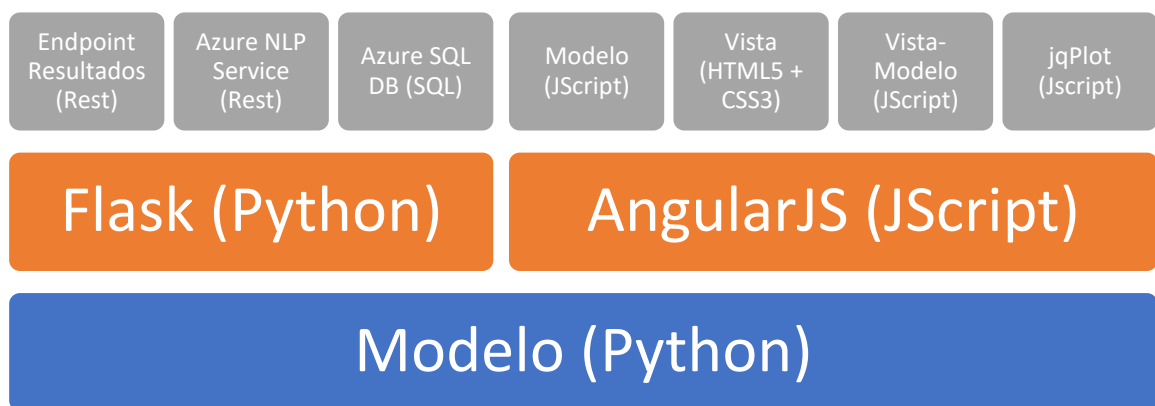 Endpoint
Resultados
(Rest)
Azure NLP
Service
(Rest)
Azure SQL
DB (SQL)
Modelo
(JScript)
Vista
(HTML5 +
CSS3)
Vista-
Modelo
(JScript)
jqPlot
(Jscript)
Flask (Python)
AngularJS (JScript)
Modelo (Python)